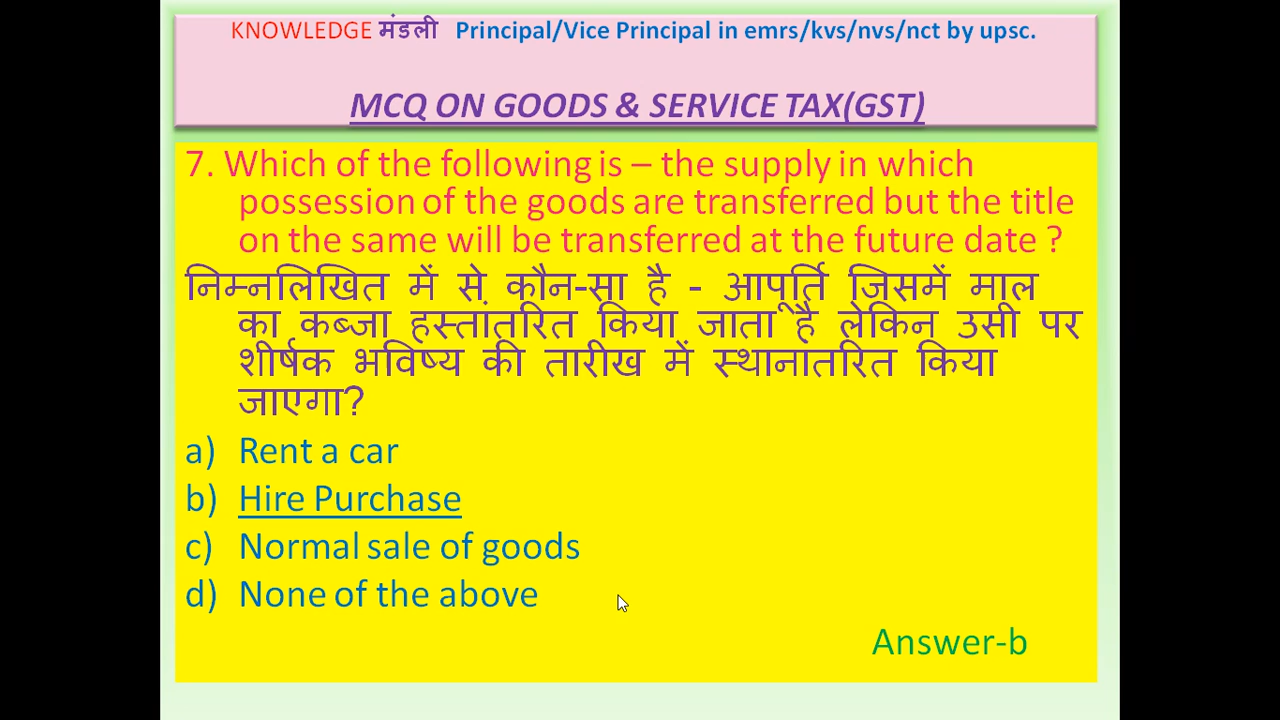 KNOWLEDGE मंडली Principal/Vice Principal in emrs/kvs/nvs/nct by upsc.
MCQ ON GOODS & SERVICE TAX(GST)
7. Which of the following is – the supply in which
possession of the goods are transferred but the title
on the same will be transferred at the future date ?
निम्नलिखित में से कौन-सा है - आपूर्ति जिसमें माल
का कब्जा हस्तांतरित किया जाता है लेकिन उसी पर
शीर्षक भविष्य की तारीख में स्थानातरित किया
जाएगा?
a) Rent a car
b) Hire Purchase
c) Normal sale of goods
d) None of the above
Answer-b